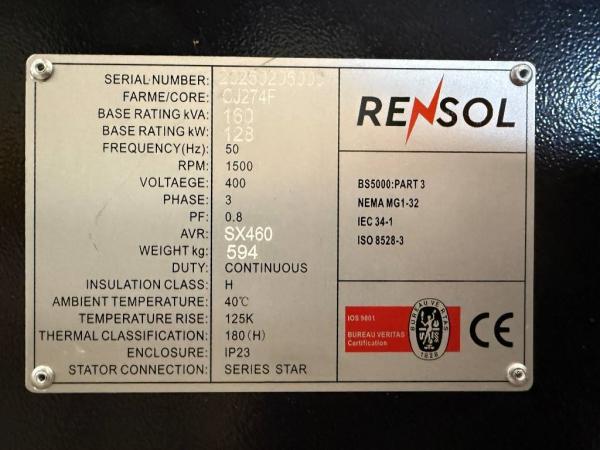 SERIAL NUMBER:
FARME/CORE: CJ274F
BASE RATING kVA: 160
BASE RATING kW: 128
FREQUENCY(Hz): 50
RPM: 1500
VOLTAEGE: 400
PHASE: 3
PF: 0.8
AVR: SX460
WEIGHT kg: 594
DUTY: CONTINUOUS
INSULATION CLASS: H
AMBIENT TEMPERATURE: 40℃
TEMPERATURE RISE: 125K
THERMAL CLASSIFICATION: 180(H)
ENCLOSURE: IP23
STATOR CONNECTION: SERIES STAR
RENSOL
BS5000:PART 3
NEMA MG1-32
IEC 34-1
ISO 8528-3
IOS 9001
BUREAU VERITAS
Certification
BUREAU VERITAS
1828
CE